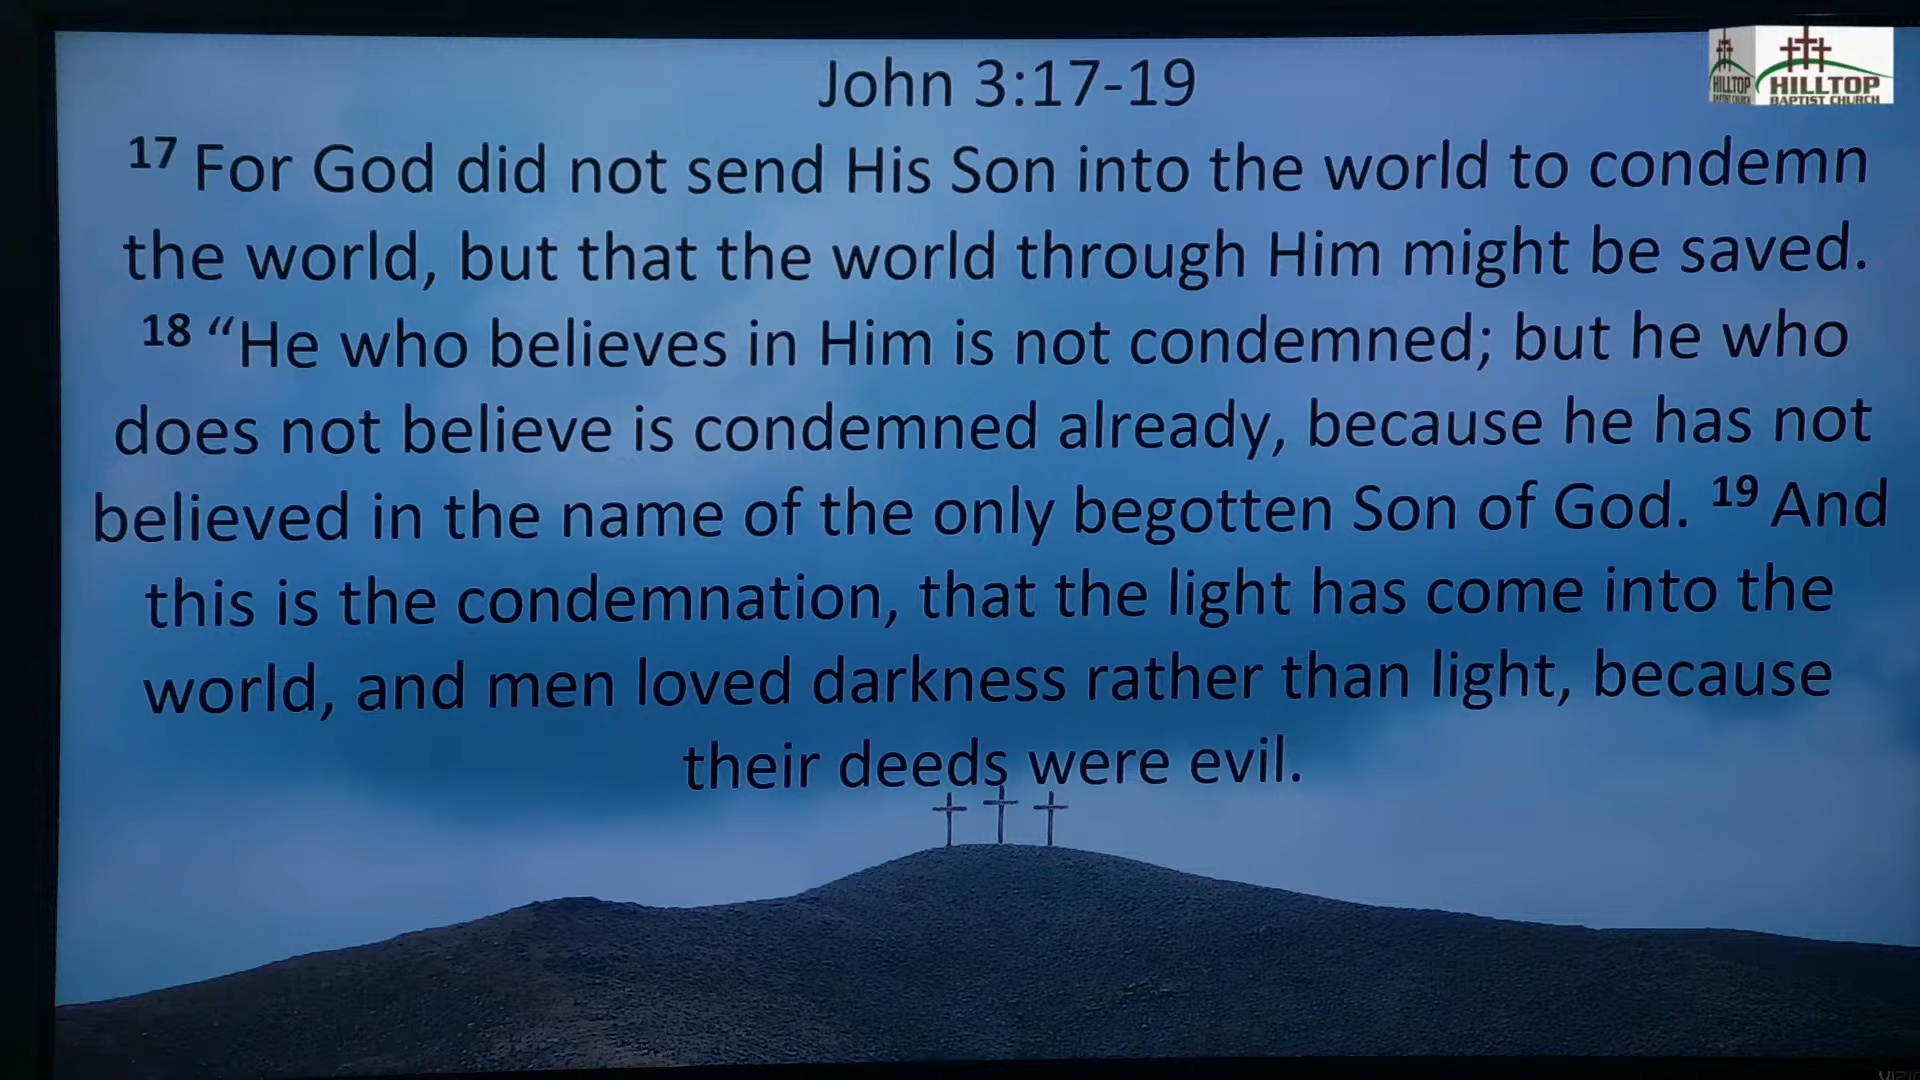 John 3:17-19
17 For God did not send His Son into the world to condemn
the world, but that the world through Him might be saved.
18 “He who believes in Him is not condemned; but he who
does not believe is condemned already, because he has not
believed in the name of the only begotten Son of God. 19 And
this is the condemnation, that the light has come into the
world, and men loved darkness rather than light, because
their deeds were evil.
HILLTOP
BAPTIST CHURCH
HILLTOP
BAPTIST CHURCH